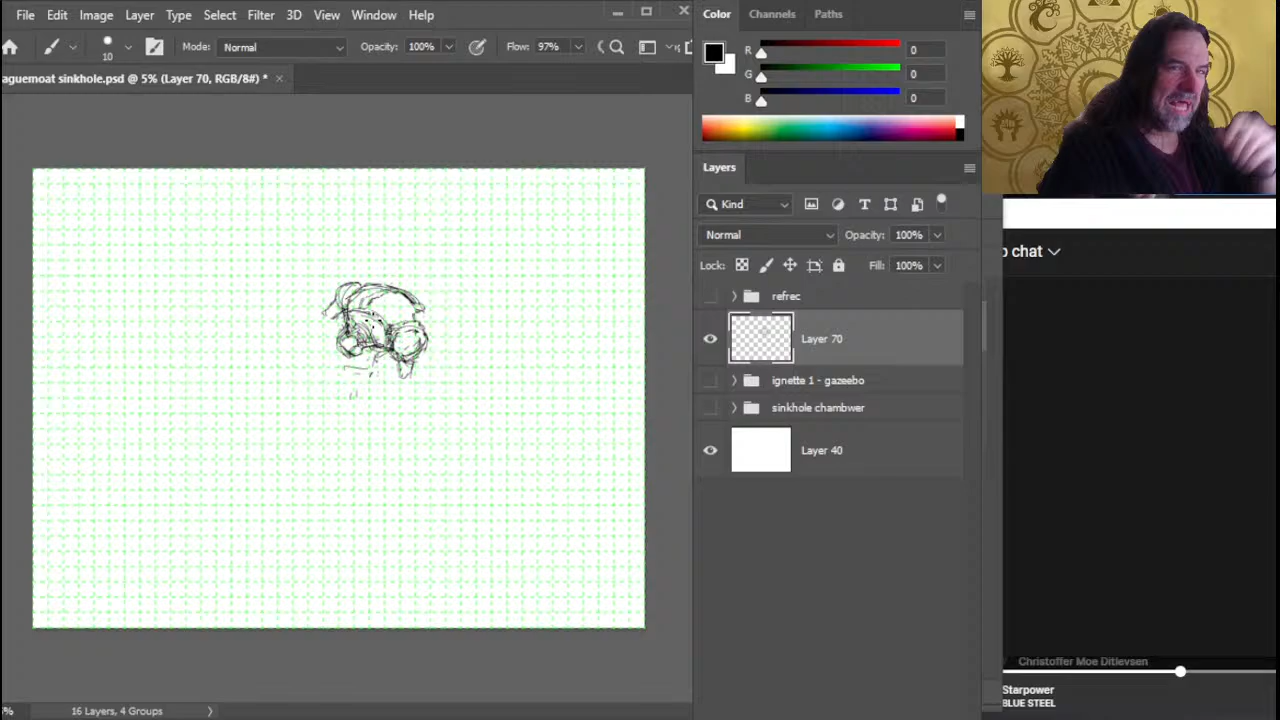 File Edit Image Layer Type Select Filter 3D View Window Help
10 Mode: Normal Opacity: 100% Flow: 97%
aguemoat sinkhole.psd @ 5% (Layer 70, RGB/8#) *
Color Channels Paths
R 0
G 0
B 0
Layers
Kind
Normal Opacity: 100%
Lock: Fill: 100%
refrec
Layer 70
ignette 1 - gazeebo
sinkhole chambwer
Layer 40
16 Layers, 4 Groups
p chat
Christoffer Moe Ditlevsen
Starpower
BLUE STEEL